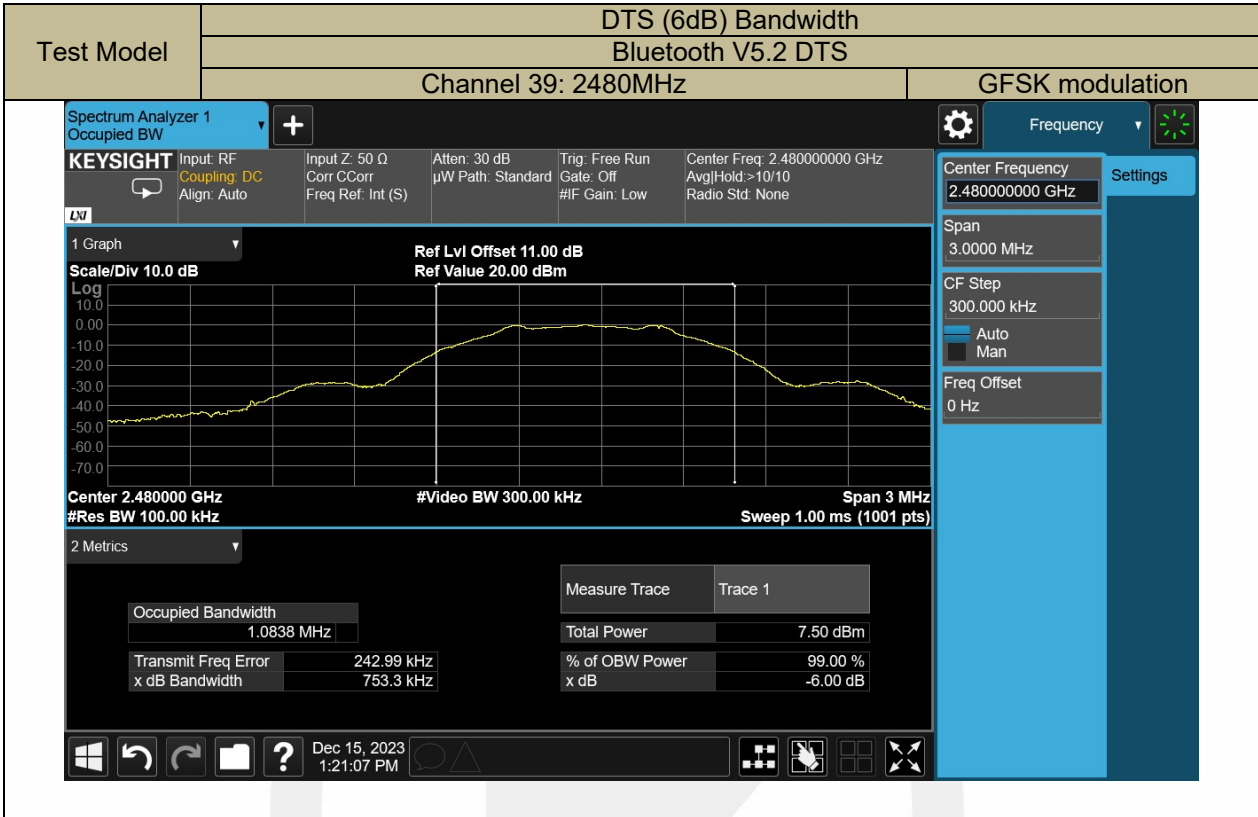 Test Model
DTS (6dB) Bandwidth
Bluetooth V5.2 DTS
Channel 39: 2480MHz GFSK modulation
Spectrum Analyzer 1
Occupied BW
+
Frequency
KEYSIGHT
LXI
Input: RF
Coupling: DC
Align: Auto
Input Z: 50 Ω
Corr CCorr
Freq Ref: Int (S)
Atten: 30 dB
µW Path: Standard
Trig: Free Run
Gate: Off
#IF Gain: Low
Center Freq: 2.480000000 GHz
Avg|Hold:>10/10
Radio Std: None
Center Frequency
2.480000000 GHz
Settings
Span
3.0000 MHz
CF Step
300.000 kHz
Auto
Man
Freq Offset
0 Hz
1 Graph
Scale/Div 10.0 dB
Ref Lvl Offset 11.00 dB
Ref Value 20.00 dBm
Log
10.0
0.00
-10.0
-20.0
-30.0
-40.0
-50.0
-60.0
-70.0
Center 2.480000 GHz #Video BW 300.00 kHz Span 3 MHz
#Res BW 100.00 kHz Sweep 1.00 ms (1001 pts)
2 Metrics
Measure Trace Trace 1
Occupied Bandwidth
1.0838 MHz
Total Power 7.50 dBm
Transmit Freq Error 242.99 kHz
% of OBW Power 99.00 %
x dB Bandwidth 753.3 kHz
x dB -6.00 dB
?
Dec 15, 2023
1:21:07 PM